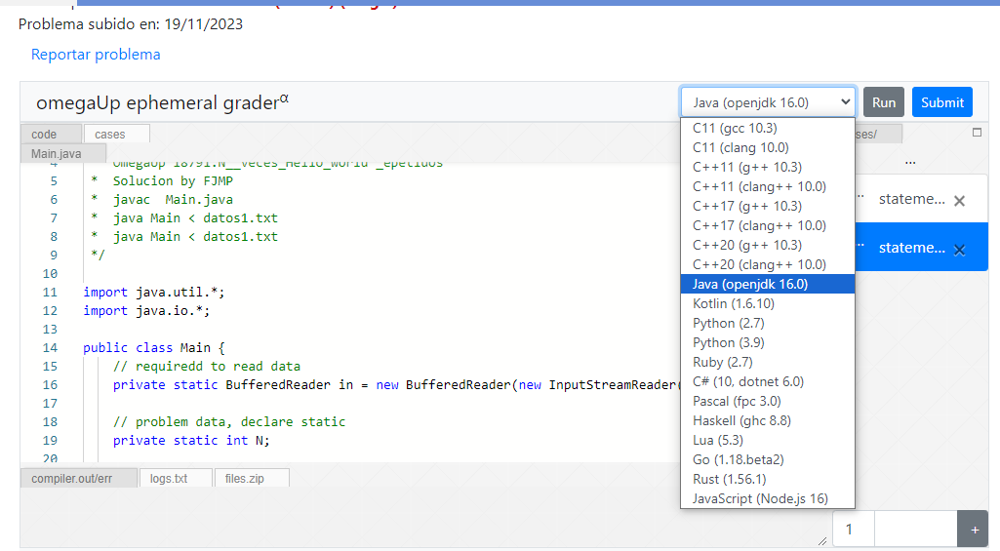 Problema subido en: 19/11/2023
Reportar problema
omegaUp ephemeral graderα
Java (openjdk 16.0)
Run
Submit
code
cases
Main.java
4 OmegaUp 18791.N__Veces_Hello_world _epetidos
5 * Solucion by FJMP
6 * javac Main.java
7 * java Main < datos1.txt
8 * java Main < datos1.txt
9 */
10
11 import java.util.*;
12 import java.io.*;
13
14 public class Main {
15 // requiredd to read data
16 private static BufferedReader in = new BufferedReader(new InputStreamReader(
17
18 // problem data, declare static
19 private static int N;
20
C11 (gcc 10.3)
C11 (clang 10.0)
C++11 (g++ 10.3)
C++11 (clang++ 10.0)
C++17 (g++ 10.3)
C++17 (clang++ 10.0)
C++20 (g++ 10.3)
C++20 (clang++ 10.0)
Java (openjdk 16.0)
Kotlin (1.6.10)
Python (2.7)
Python (3.9)
Ruby (2.7)
C# (10, dotnet 6.0)
Pascal (fpc 3.0)
Haskell (ghc 8.8)
Lua (5.3)
Go (1.18.beta2)
Rust (1.56.1)
JavaScript (Node.js 16)
ses/
...
stateme... ×
stateme... ×
compiler.out/err
logs.txt
files.zip
1
+